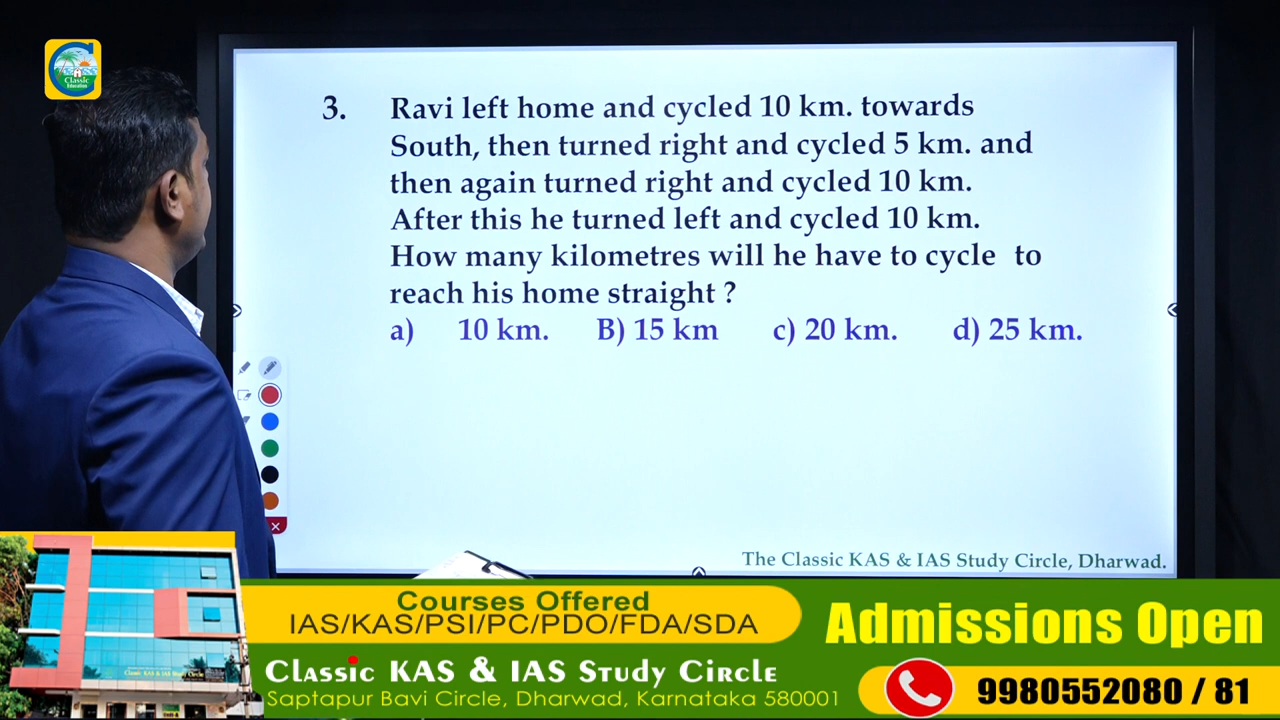 Classic
Education
3. Ravi left home and cycled 10 km. towards
South, then turned right and cycled 5 km. and
then again turned right and cycled 10 km.
After this he turned left and cycled 10 km.
How many kilometres will he have to cycle to
reach his home straight ?
a) 10 km. B) 15 km c) 20 km. d) 25 km.
The Classic KAS & IAS Study Circle, Dharwad.
Courses Offered
IAS/KAS/PSI/PC/PDO/FDA/SDA
Classic KAS & IAS Study Circle
Saptapur Bavi Circle, Dharwad, Karnataka 580001
Admissions Open
9980552080 / 81